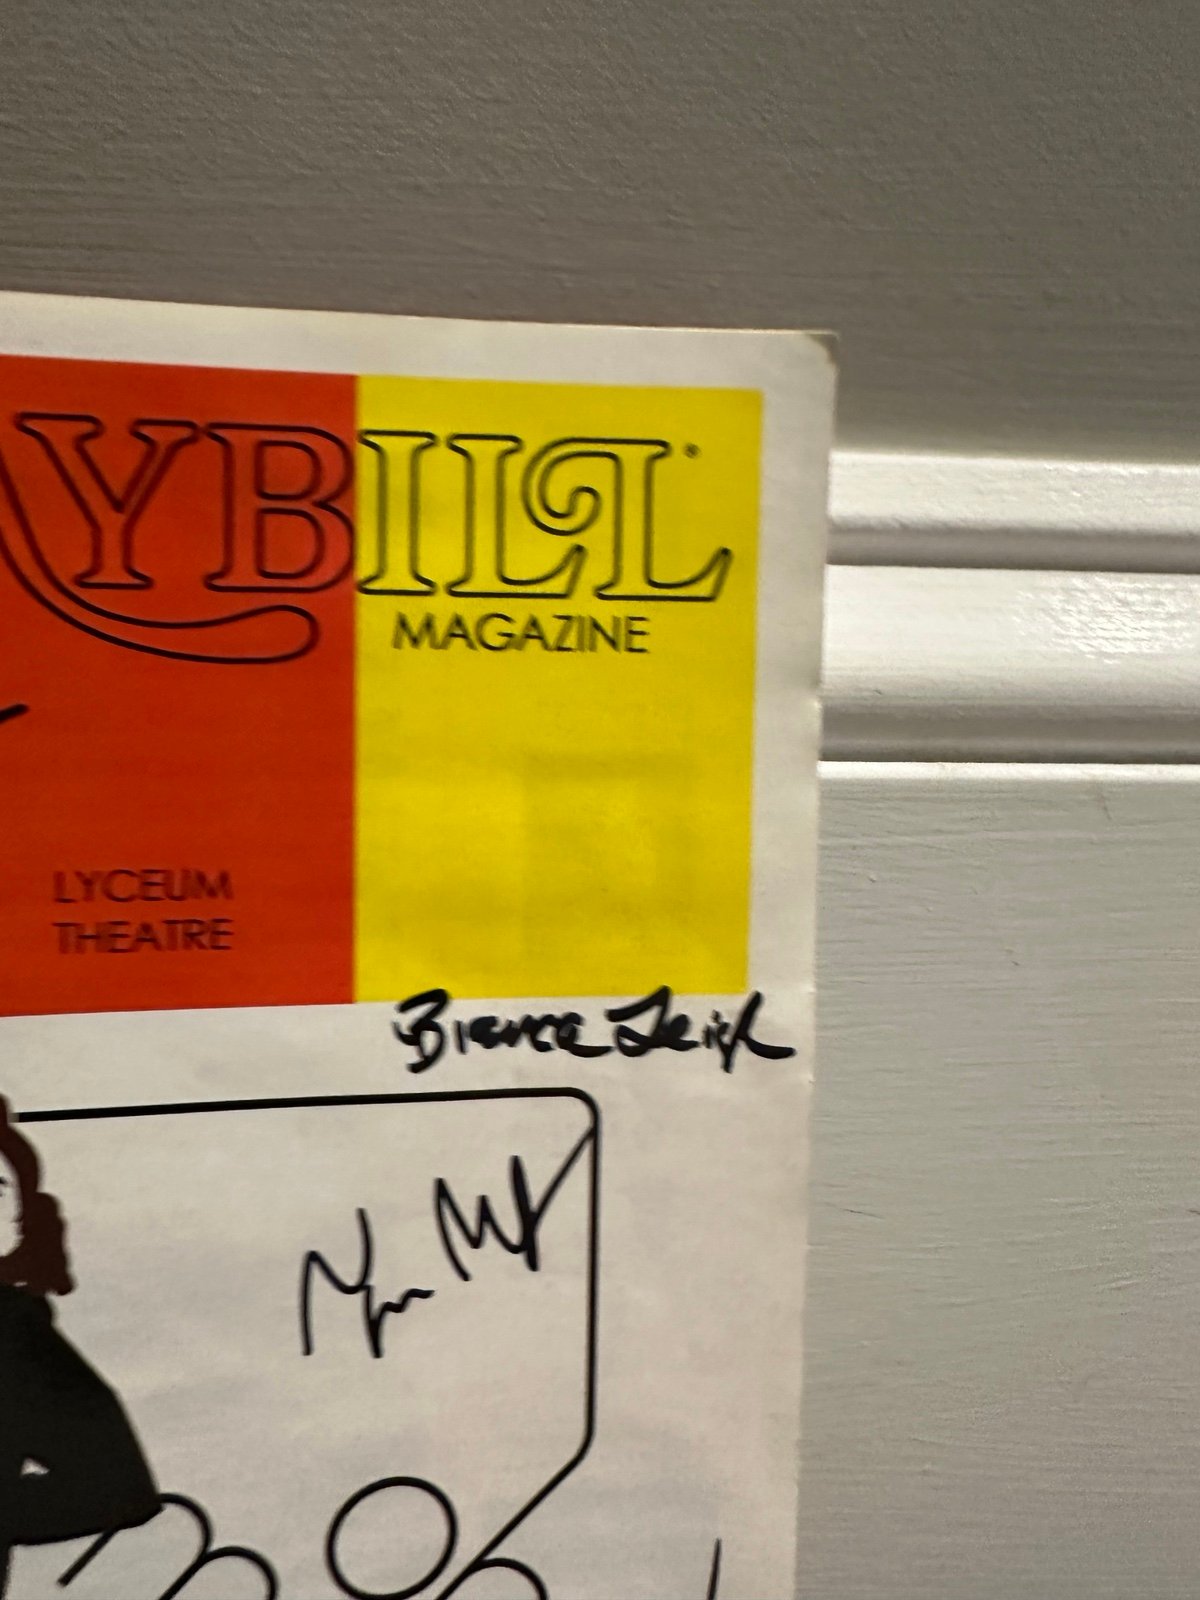 YBILL
MAGAZINE
LYCEUM
THEATRE
Bianca Leigh